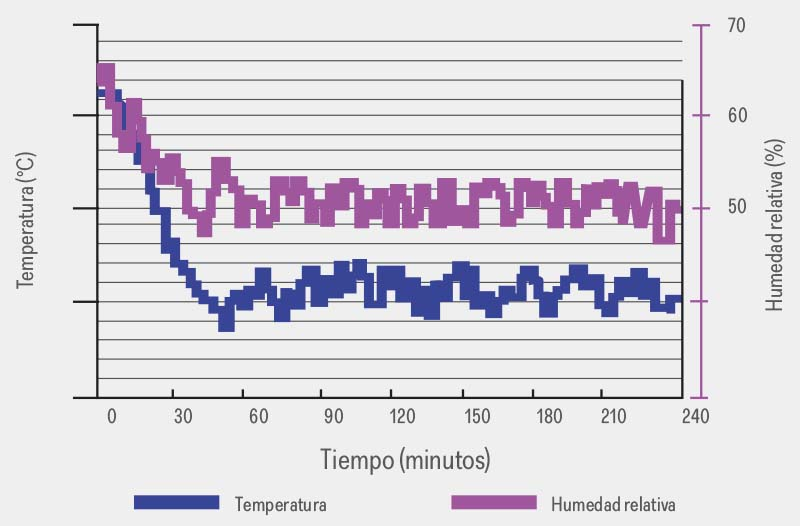 70
60
50
Temperatura (°C)
Humedad relativa (%)
0 30 60 90 120 150 180 210 240
Tiempo (minutos)
Temperatura
Humedad relativa